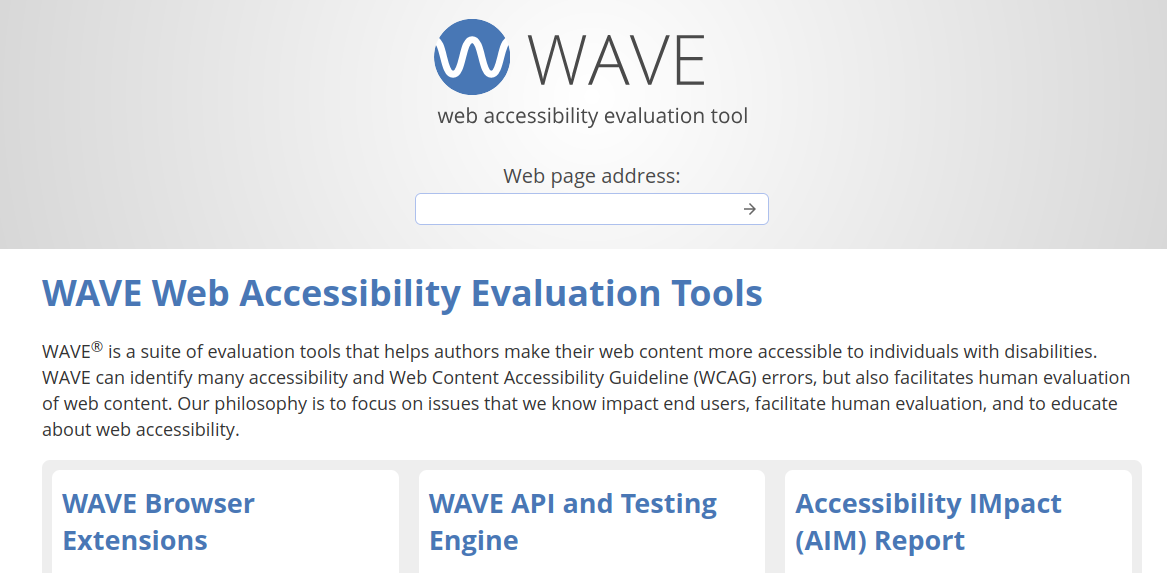 WAVE
web accessibility evaluation tool
Web page address:
WAVE Web Accessibility Evaluation Tools
WAVE® is a suite of evaluation tools that helps authors make their web content more accessible to individuals with disabilities.
WAVE can identify many accessibility and Web Content Accessibility Guideline (WCAG) errors, but also facilitates human evaluation
of web content. Our philosophy is to focus on issues that we know impact end users, facilitate human evaluation, and to educate
about web accessibility.
WAVE Browser
Extensions
WAVE API and Testing
Engine
Accessibility IMpact
(AIM) Report